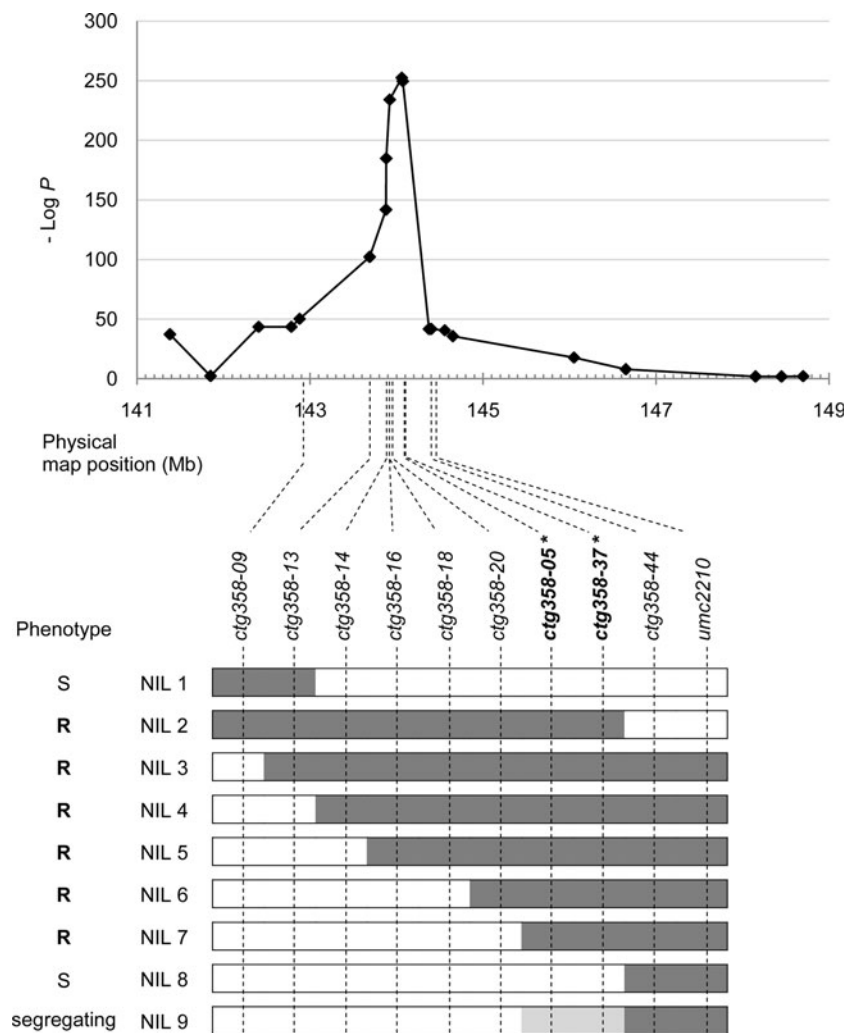 300
250
200
150
100
50
0
- Log P
141 143 145 147 149
Physical
map position (Mb)
ctg358-09
ctg358-13
ctg358-14
ctg358-16
ctg358-18
ctg358-20
ctg358-05 *
ctg358-37 *
ctg358-44
umc2210
Phenotype
S NIL 1
R NIL 2
R NIL 3
R NIL 4
R NIL 5
R NIL 6
R NIL 7
S NIL 8
segregating NIL 9